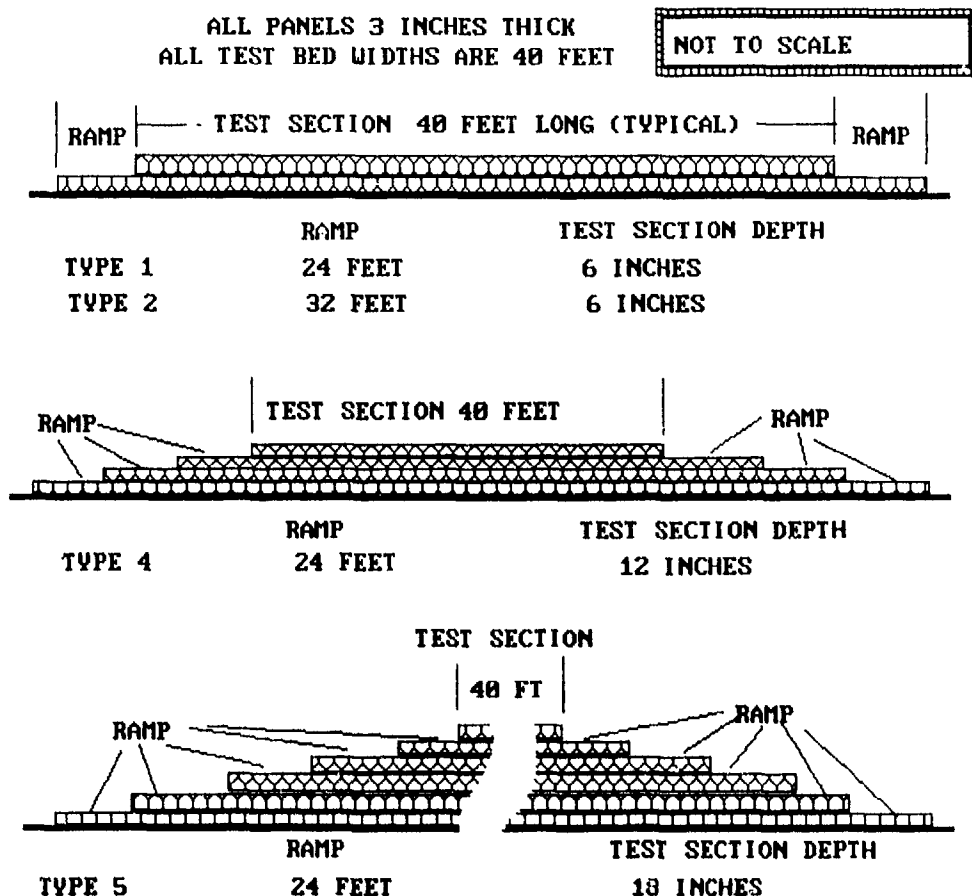 ALL PANELS 3 INCHES THICK
ALL TEST BED WIDTHS ARE 40 FEET
NOT TO SCALE
RAMP TEST SECTION 40 FEET LONG (TYPICAL) RAMP
RAMP TEST SECTION DEPTH
TYPE 1 24 FEET 6 INCHES
TYPE 2 32 FEET 6 INCHES
TEST SECTION 40 FEET
RAMP RAMP
RAMP TEST SECTION DEPTH
TYPE 4 24 FEET 12 INCHES
TEST SECTION
40 FT
RAMP RAMP
RAMP TEST SECTION DEPTH
TYPE 5 24 FEET 18 INCHES